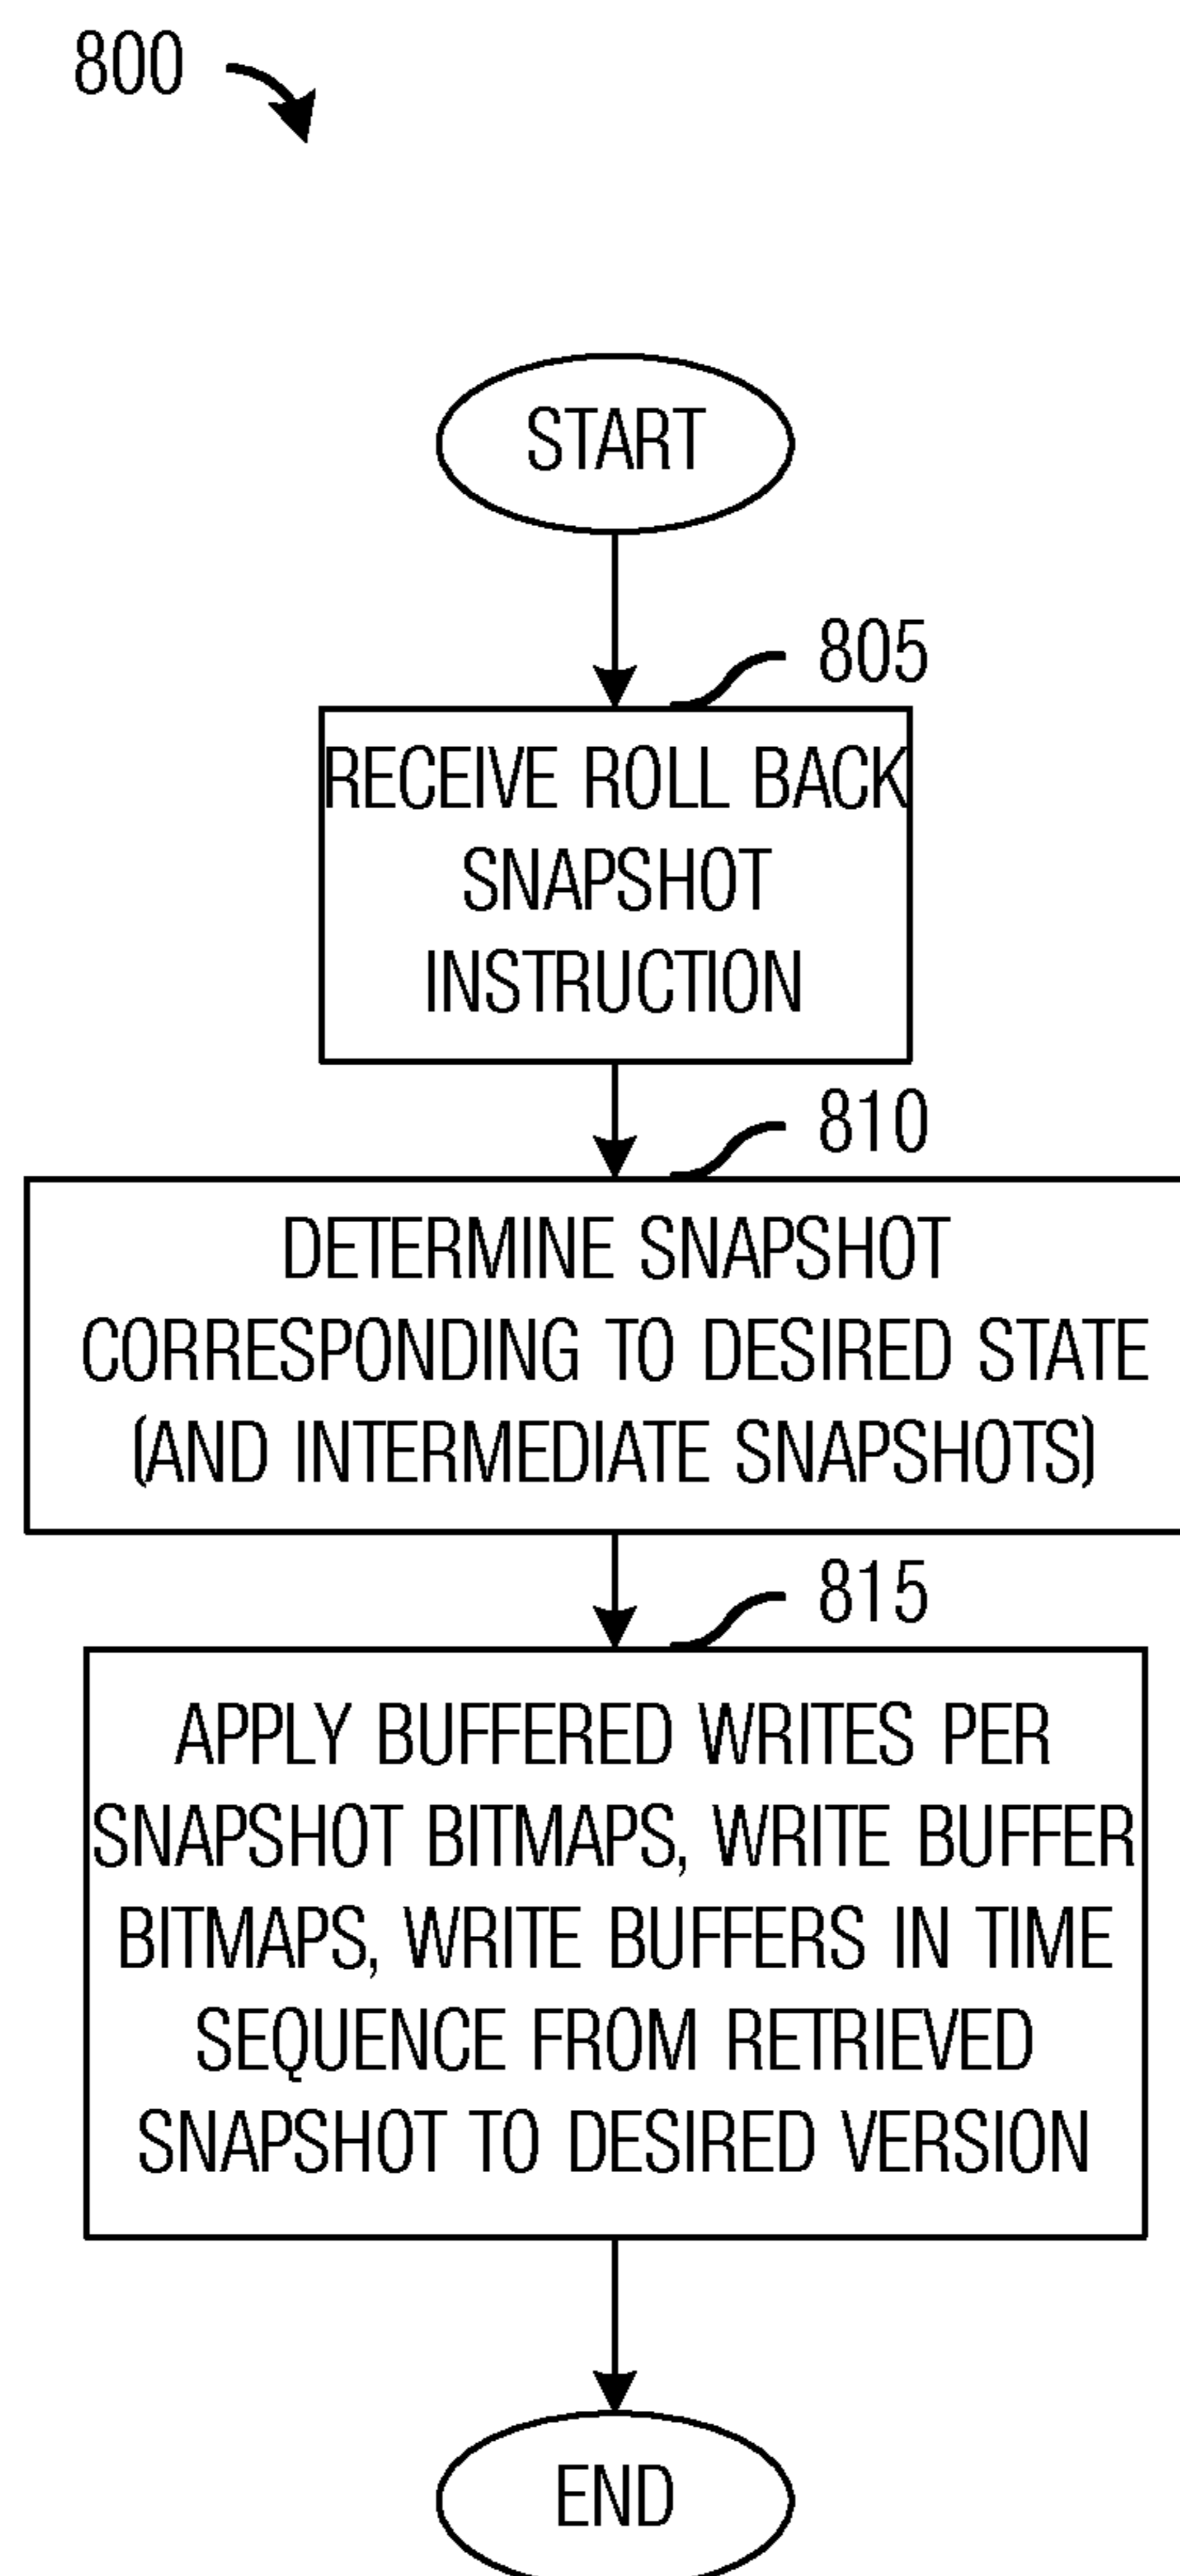 800
START
805
RECEIVE ROLL BACK
SNAPSHOT
INSTRUCTION
810
DETERMINE SNAPSHOT
CORRESPONDING TO DESIRED STATE
(AND INTERMEDIATE SNAPSHOTS)
815
APPLY BUFFERED WRITES PER
SNAPSHOT BITMAPS, WRITE BUFFER
BITMAPS, WRITE BUFFERS IN TIME
SEQUENCE FROM RETRIEVED
SNAPSHOT TO DESIRED VERSION
END